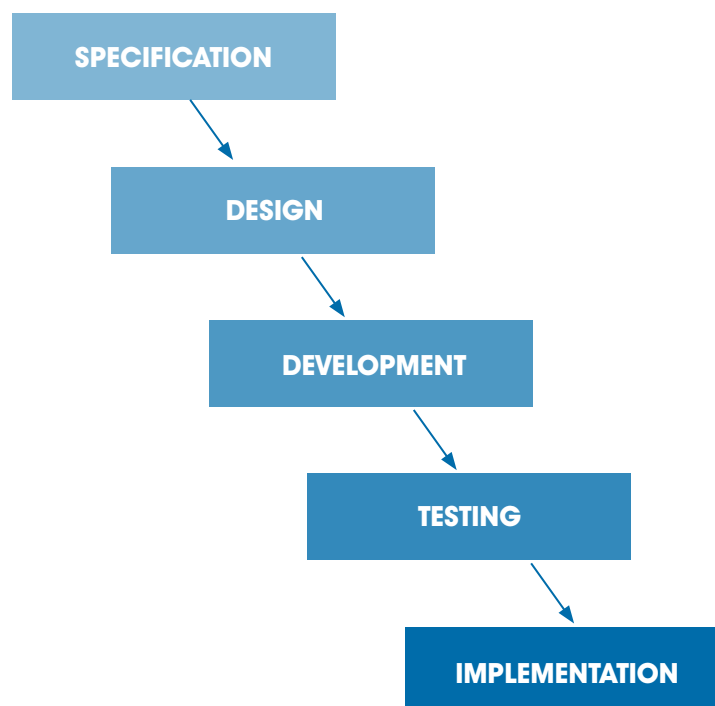 SPECIFICATION
DESIGN
DEVELOPMENT
TESTING
IMPLEMENTATION